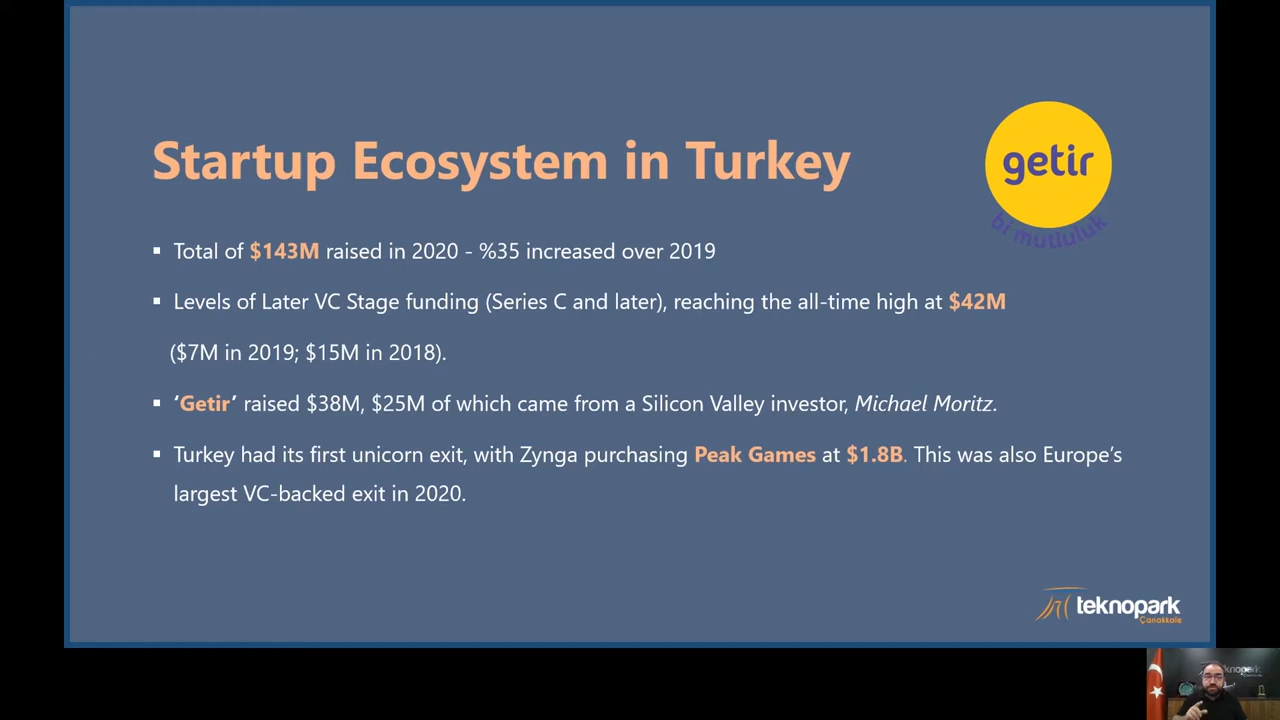 Startup Ecosystem in Turkey
getir
bi mutluluk
▪ Total of $143M raised in 2020 - %35 increased over 2019
▪ Levels of Later VC Stage funding (Series C and later), reaching the all-time high at $42M
($7M in 2019; $15M in 2018).
▪ ‘Getir’ raised $38M, $25M of which came from a Silicon Valley investor, Michael Moritz.
▪ Turkey had its first unicorn exit, with Zynga purchasing Peak Games at $1.8B. This was also Europe’s
largest VC-backed exit in 2020.
teknopark
Çanakkale